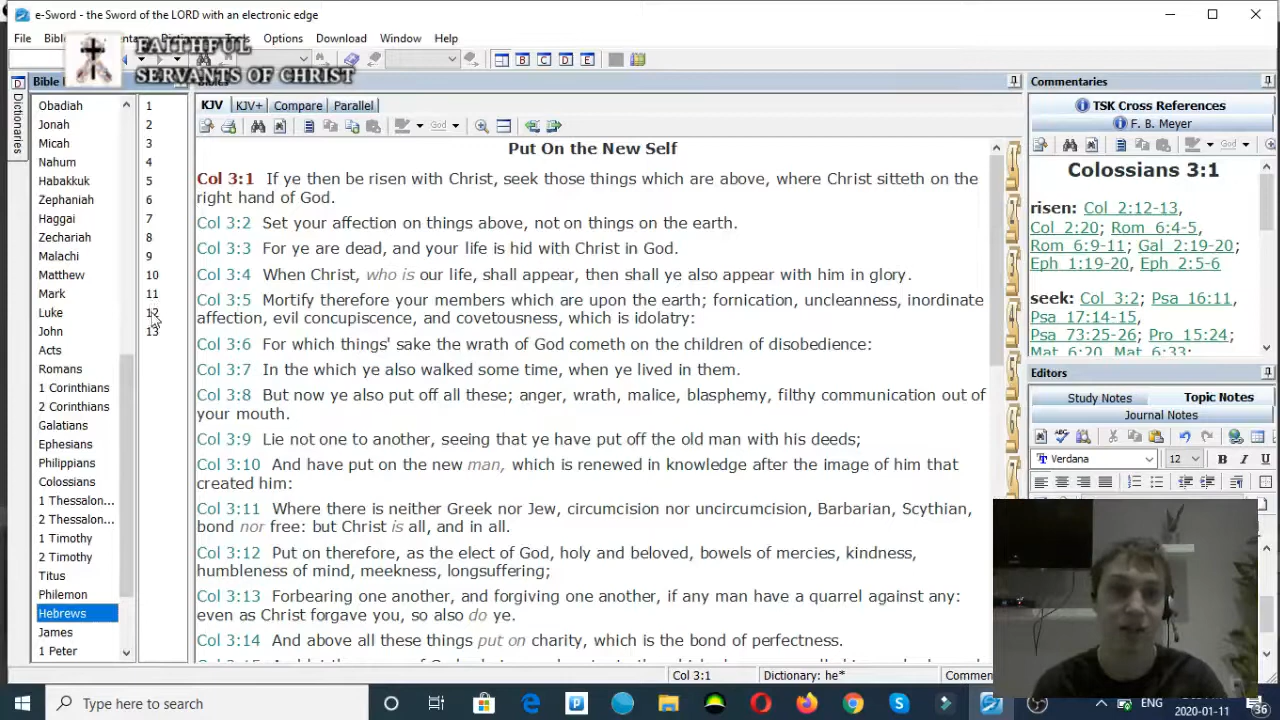 e-Sword - the Sword of the LORD with an electronic edge
File
Options
Download
Window
Help
FAITHFUL
SERVANTS OF CHRIST
Dictionaries
Obadiah
Jonah
Micah
Nahum
Habakkuk
Zephaniah
Haggai
Zechariah
Malachi
Matthew
Mark
Luke
John
Acts
Romans
1 Corinthians
2 Corinthians
Galatians
Ephesians
Philippians
Colossians
1 Thessalon...
2 Thessalon...
1 Timothy
2 Timothy
Titus
Philemon
Hebrews
James
1 Peter
1
2
3
4
5
6
7
8
9
10
11
12
13
KJV
KJV+
Compare
Parallel
Put On the New Self
Col 3:1 If ye then be risen with Christ, seek those things which are above, where Christ sitteth on the
right hand of God.
Col 3:2 Set your affection on things above, not on things on the earth.
Col 3:3 For ye are dead, and your life is hid with Christ in God.
Col 3:4 When Christ, who is our life, shall appear, then shall ye also appear with him in glory.
Col 3:5 Mortify therefore your members which are upon the earth; fornication, uncleanness, inordinate
affection, evil concupiscence, and covetousness, which is idolatry:
Col 3:6 For which things' sake the wrath of God cometh on the children of disobedience:
Col 3:7 In the which ye also walked some time, when ye lived in them.
Col 3:8 But now ye also put off all these; anger, wrath, malice, blasphemy, filthy communication out of
your mouth.
Col 3:9 Lie not one to another, seeing that ye have put off the old man with his deeds;
Col 3:10 And have put on the new man, which is renewed in knowledge after the image of him that
created him:
Col 3:11 Where there is neither Greek nor Jew, circumcision nor uncircumcision, Barbarian, Scythian,
bond nor free: but Christ is all, and in all.
Col 3:12 Put on therefore, as the elect of God, holy and beloved, bowels of mercies, kindness,
humbleness of mind, meekness, longsuffering;
Col 3:13 Forbearing one another, and forgiving one another, if any man have a quarrel against any:
even as Christ forgave you, so also do ye.
Col 3:14 And above all these things put on charity, which is the bond of perfectness.
Commentaries
TSK Cross References
F. B. Meyer
Colossians 3:1
risen: Col 2:12-13,
Col 2:20; Rom 6:4-5,
Rom 6:9-11; Gal 2:19-20;
Eph 1:19-20, Eph 2:5-6
seek: Col 3:2; Psa 16:11,
Psa 17:14-15,
Psa 73:25-26; Pro 15:24;
Mat 6:20, Mat 6:33;
Editors
Study Notes
Topic Notes
Journal Notes
Verdana
12
B I U
Col 3:1
Dictionary: he*
Commen
Type here to search
ENG
2020-01-11
36